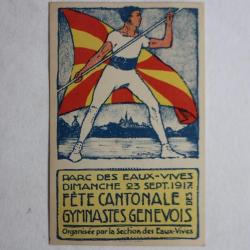 PARC DES EAUX-VIVES
DIMANCHE 23 SEPT. 1917
FÊTE CANTONALE DES
GYMNASTES GENEVOIS
Organisée par la Section des Eaux-Vives